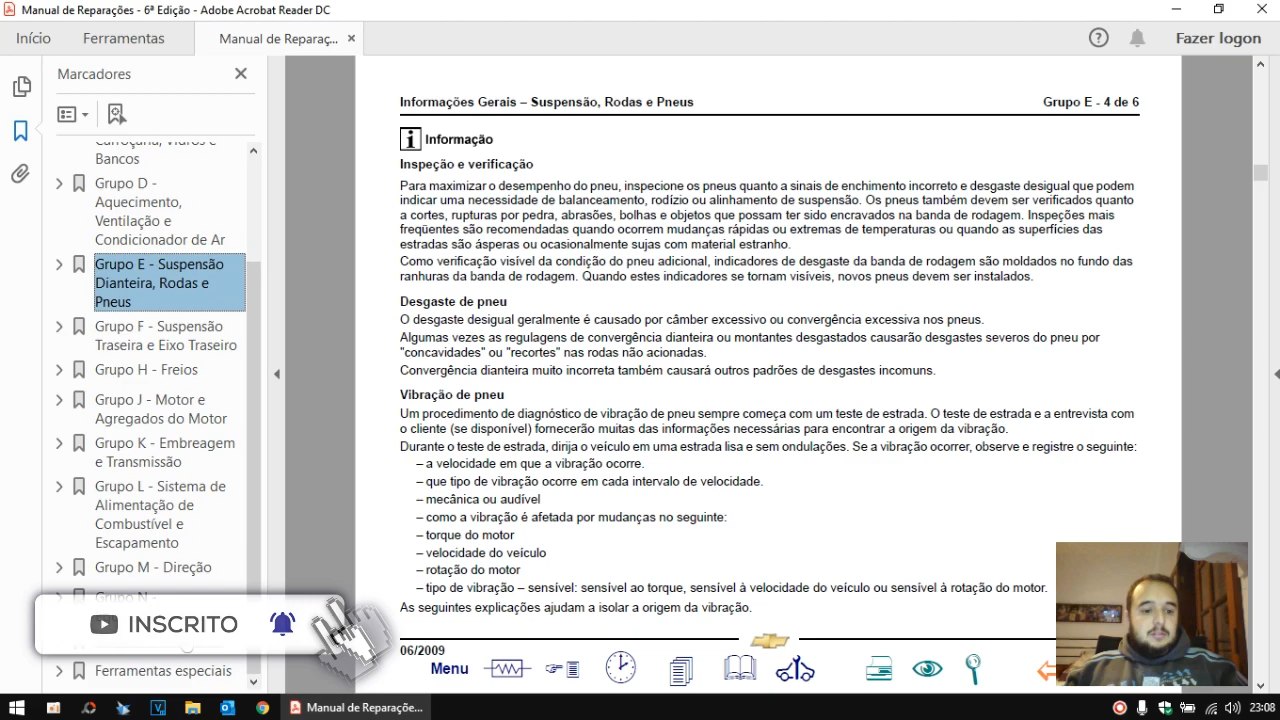 Manual de Reparações - 6ª Edição - Adobe Acrobat Reader DC
Início
Ferramentas
Manual de Reparaç...
Fazer logon
Marcadores
Carroçaria, Vidros e
Bancos
Grupo D -
Aquecimento,
Ventilação e
Condicionador de Ar
Grupo E - Suspensão
Dianteira, Rodas e
Pneus
Grupo F - Suspensão
Traseira e Eixo Traseiro
Grupo H - Freios
Grupo J - Motor e
Agregados do Motor
Grupo K - Embreagem
e Transmissão
Grupo L - Sistema de
Alimentação de
Combustível e
Escapamento
Grupo M - Direção
Grupo N -
INSCRITO
Ferramentas especiais
Informações Gerais – Suspensão, Rodas e Pneus
Grupo E - 4 de 6
i Informação
Inspeção e verificação
Para maximizar o desempenho do pneu, inspecione os pneus quanto a sinais de enchimento incorreto e desgaste desigual que podem
indicar uma necessidade de balanceamento, rodízio ou alinhamento de suspensão. Os pneus também devem ser verificados quanto
a cortes, rupturas por pedra, abrasões, bolhas e objetos que possam ter sido encravados na banda de rodagem. Inspeções mais
freqüentes são recomendadas quando ocorrem mudanças rápidas ou extremas de temperaturas ou quando as superfícies das
estradas são ásperas ou ocasionalmente sujas com material estranho.
Como verificação visível da condição do pneu adicional, indicadores de desgaste da banda de rodagem são moldados no fundo das
ranhuras da banda de rodagem. Quando estes indicadores se tornam visíveis, novos pneus devem ser instalados.
Desgaste de pneu
O desgaste desigual geralmente é causado por câmber excessivo ou convergência excessiva nos pneus.
Algumas vezes as regulagens de convergência dianteira ou montantes desgastados causarão desgastes severos do pneu por
"concavidades" ou "recortes" nas rodas não acionadas.
Convergência dianteira muito incorreta também causará outros padrões de desgastes incomuns.
Vibração de pneu
Um procedimento de diagnóstico de vibração de pneu sempre começa com um teste de estrada. O teste de estrada e a entrevista com
o cliente (se disponível) fornecerão muitas das informações necessárias para encontrar a origem da vibração.
Durante o teste de estrada, dirija o veículo em uma estrada lisa e sem ondulações. Se a vibração ocorrer, observe e registre o seguinte:
– a velocidade em que a vibração ocorre.
– que tipo de vibração ocorre em cada intervalo de velocidade.
– mecânica ou audível
– como a vibração é afetada por mudanças no seguinte:
– torque do motor
– velocidade do veículo
– rotação do motor
– tipo de vibração – sensível: sensível ao torque, sensível à velocidade do veículo ou sensível à rotação do motor.
As seguintes explicações ajudam a isolar a origem da vibração.
06/2009
Menu
Manual de Reparaçõe...
23:08